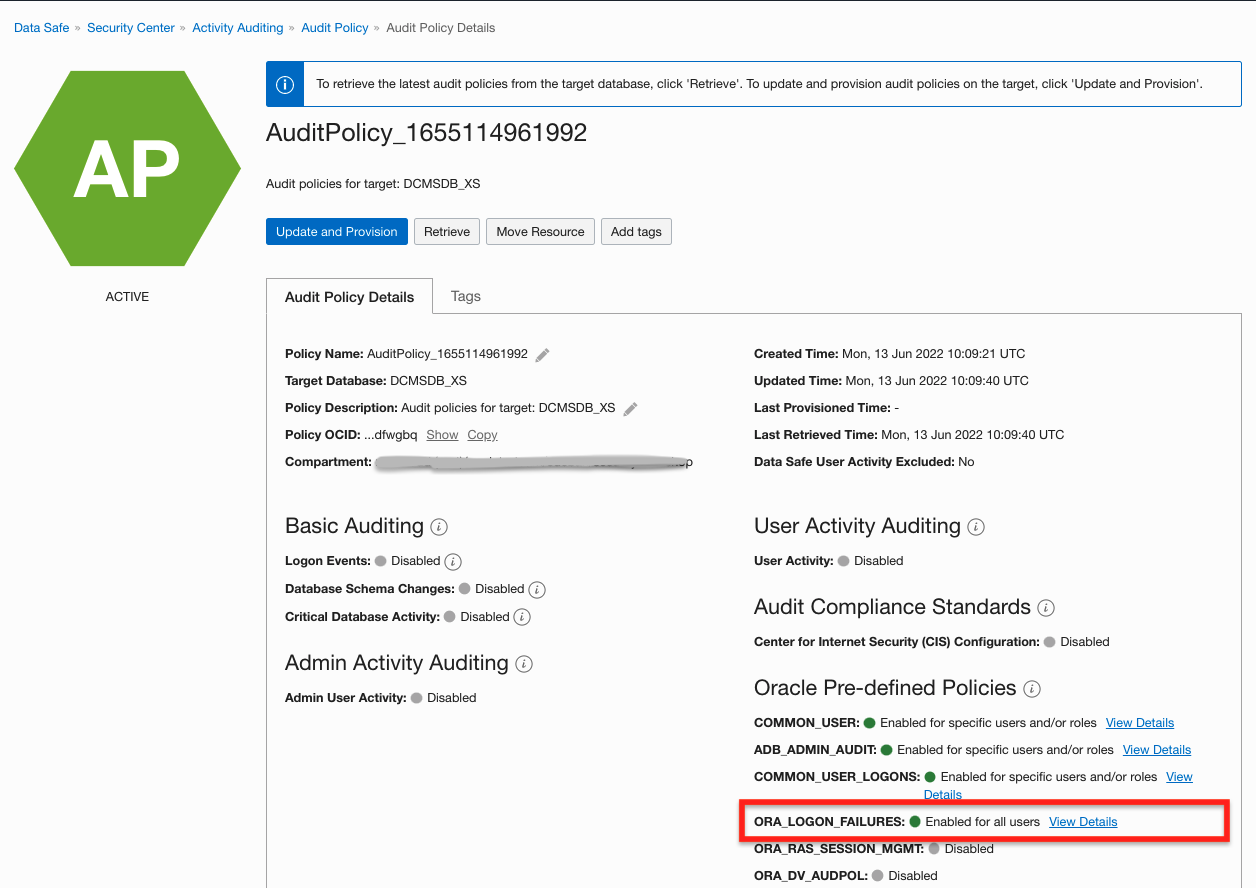 Data Safe » Security Center » Activity Auditing » Audit Policy » Audit Policy Details
AP
ACTIVE
To retrieve the latest audit policies from the target database, click 'Retrieve'. To update and provision audit policies on the target, click 'Update and Provision'.
AuditPolicy_1655114961992
Audit policies for target: DCMSDB_XS
Update and Provision Retrieve Move Resource Add tags
Audit Policy Details Tags
Policy Name: AuditPolicy_1655114961992
Target Database: DCMSDB_XS
Policy Description: Audit policies for target: DCMSDB_XS
Policy OCID: ...dfwgbq Show Copy
Compartment:
Created Time: Mon, 13 Jun 2022 10:09:21 UTC
Updated Time: Mon, 13 Jun 2022 10:09:40 UTC
Last Provisioned Time: -
Last Retrieved Time: Mon, 13 Jun 2022 10:09:40 UTC
Data Safe User Activity Excluded: No
Basic Auditing
Logon Events: Disabled
Database Schema Changes: Disabled
Critical Database Activity: Disabled
Admin Activity Auditing
Admin User Activity: Disabled
User Activity Auditing
User Activity: Disabled
Audit Compliance Standards
Center for Internet Security (CIS) Configuration: Disabled
Oracle Pre-defined Policies
COMMON_USER: Enabled for specific users and/or roles View Details
ADB_ADMIN_AUDIT: Enabled for specific users and/or roles View Details
COMMON_USER_LOGONS: Enabled for specific users and/or roles View
Details
ORA_LOGON_FAILURES: Enabled for all users View Details
ORA_RAS_SESSION_MGMT: Disabled
ORA_DV_AUDPOL: Disabled